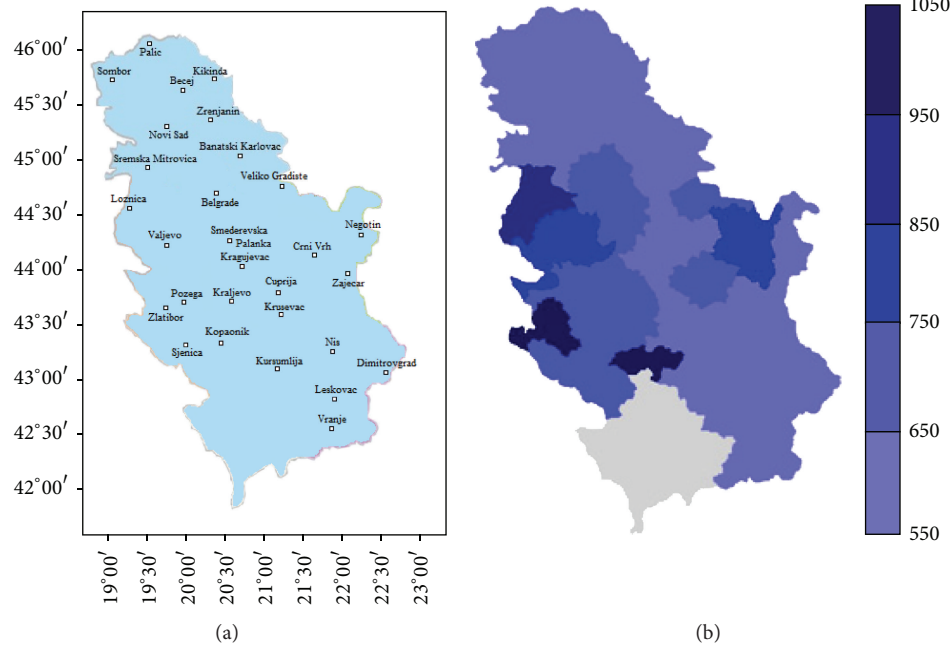 46°00′
45°30′
45°00′
44°30′
44°00′
43°30′
43°00′
42°30′
42°00′
Palic
Sombor
Kikinda
Becej
Zrenjanin
Novi Sad
Banatski Karlovac
Sremska Mitrovica
Veliko Gradiste
Loznica
Belgrade
Negotin
Valjevo
Smederevska
Palanka
Crni Vrh
Kragujevac
Zajecar
Cuprija
Pozega
Kraljevo
Krusevac
Zlatibor
Kopaonik
Nis
Sjenica
Kursumlija
Dimitrovgrad
Leskovac
Vranje
19°00′
19°30′
20°00′
20°30′
21°00′
21°30′
22°00′
22°30′
23°00′
(a)
1050
950
850
750
650
550
(b)